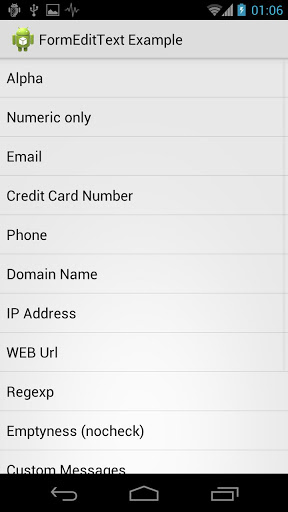 01:06
FormEditText Example
Alpha
Numeric only
Email
Credit Card Number
Phone
Domain Name
IP Address
WEB Url
Regexp
Emptyness (nocheck)
Custom Messages